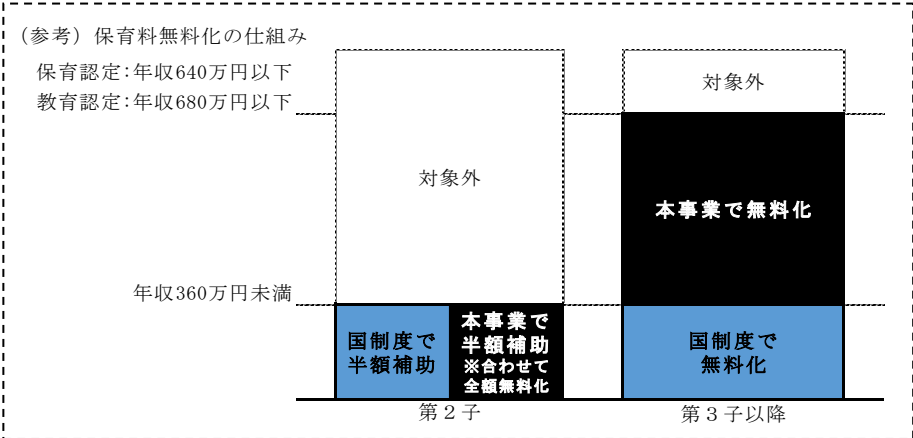 （参考）保育料無料化の仕組み
保育認定：年収640万円以下
教育認定：年収680万円以下
対象外
対象外
本事業で無料化
年収360万円未満
国制度で
半額補助
本事業で
半額補助
※合わせて
全額無料化
国制度で
無料化
第２子
第３子以降